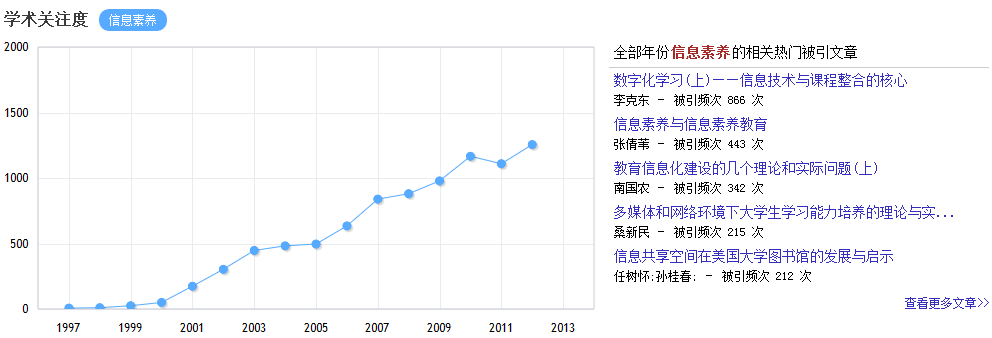 学术关注度 信息素养
2000
1500
1000
500
0
1997 1999 2001 2003 2005 2007 2009 2011 2013
全部年份信息素养的相关热门被引文章
数字化学习(上)——信息技术与课程整合的核心
李克东 - 被引频次 866 次
信息素养与信息素养教育
张倩苇 - 被引频次 443 次
教育信息化建设的几个理论和实际问题(上)
南国农 - 被引频次 342 次
多媒体和网络环境下大学生学习能力培养的理论与实...
桑新民 - 被引频次 215 次
信息共享空间在美国大学图书馆的发展与启示
任树怀;孙桂春; - 被引频次 212 次
查看更多文章>>